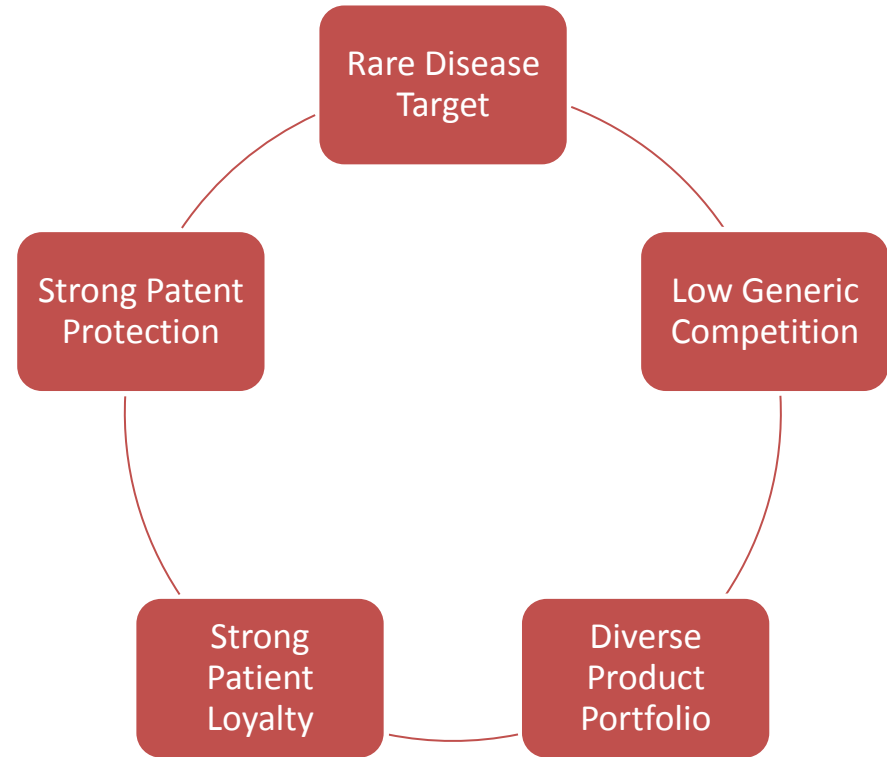 Rare Disease
Target
Low Generic
Competition
Diverse
Product
Portfolio
Strong
Patient
Loyalty
Strong Patent
Protection